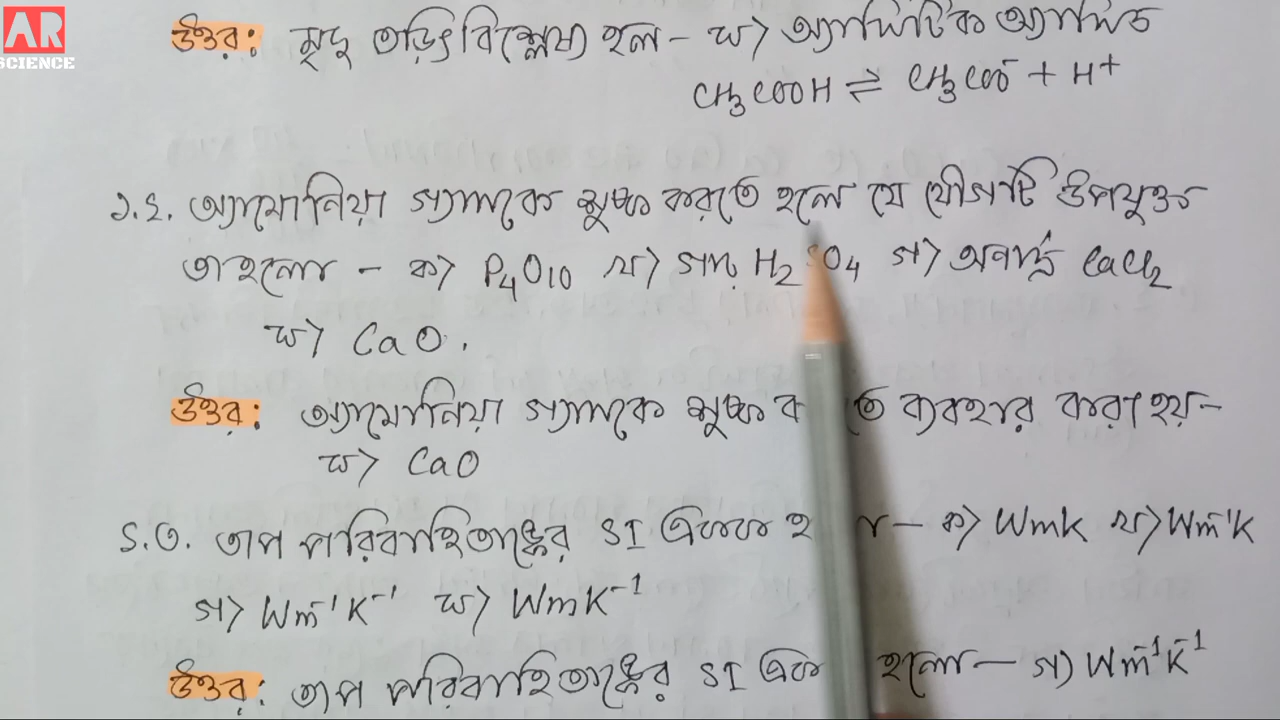 AR
SCIENCE
উত্তর: মৃদু তড়িৎ বিশ্লেষ্য হল - ঘ> অ্যাসিটিক অ্যাসিড
CH3COOH ⇌ CH3COO⁻ + H⁺
১.২. অ্যামোনিয়া গ্যাসকে শুষ্ক করতে হলে যে যৌগটি উপযুক্ত
তাহলো - ক> P4O10 খ> গাঢ় H2SO4 গ> অনার্দ্র CaCl2
ঘ> CaO.
উত্তর: অ্যামোনিয়া গ্যাসকে শুষ্ক ব্যবহার করা হয় -
ঘ> CaO
১.৩. তাপ পরিবাহিতাঙ্কের SI একক - ক> WmK খ> Wm⁻¹K
গ> Wm⁻¹K⁻¹ ঘ> WmK⁻¹
উত্তর: তাপ পরিবাহিতাঙ্কের SI হলো - গ) Wm⁻¹K⁻¹